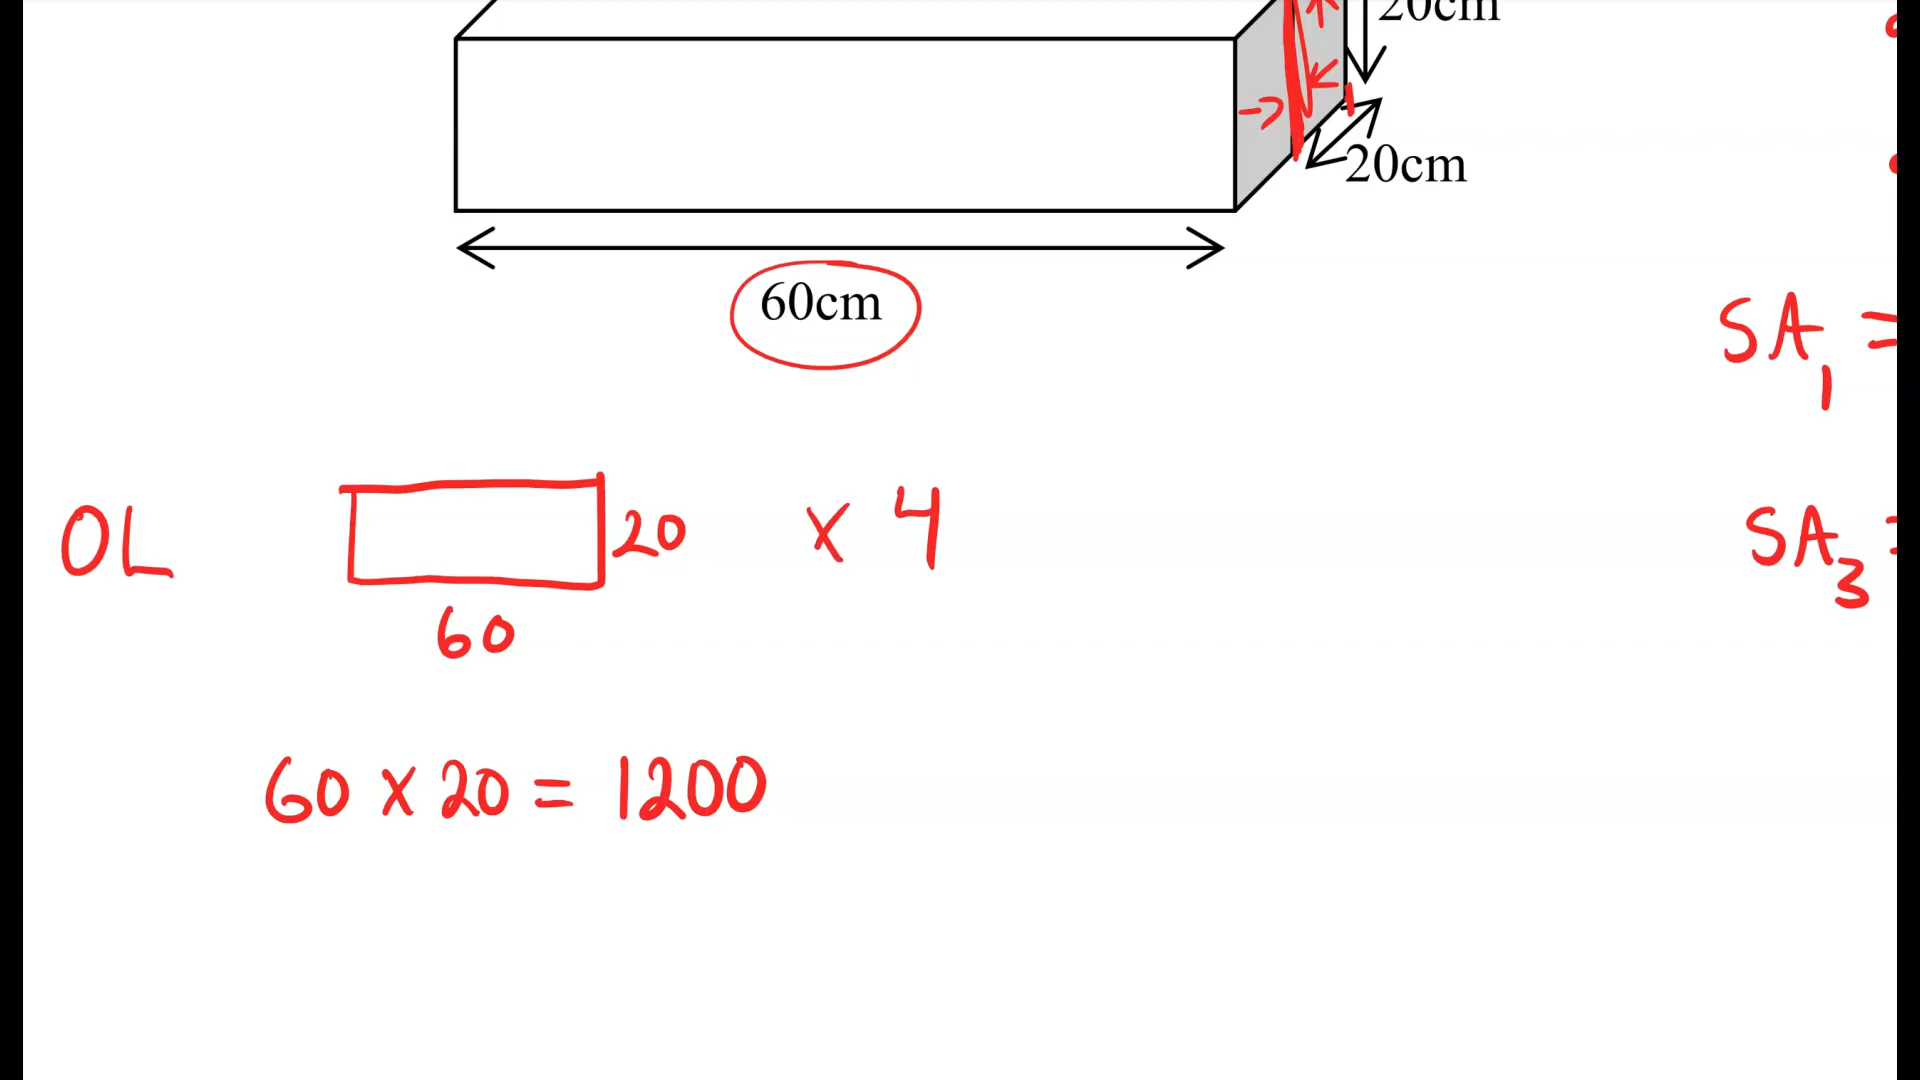 20cm
20cm
60cm
SA₁ =
OL 20 x 4 SA₃ =
60
60 x 20 = 1200